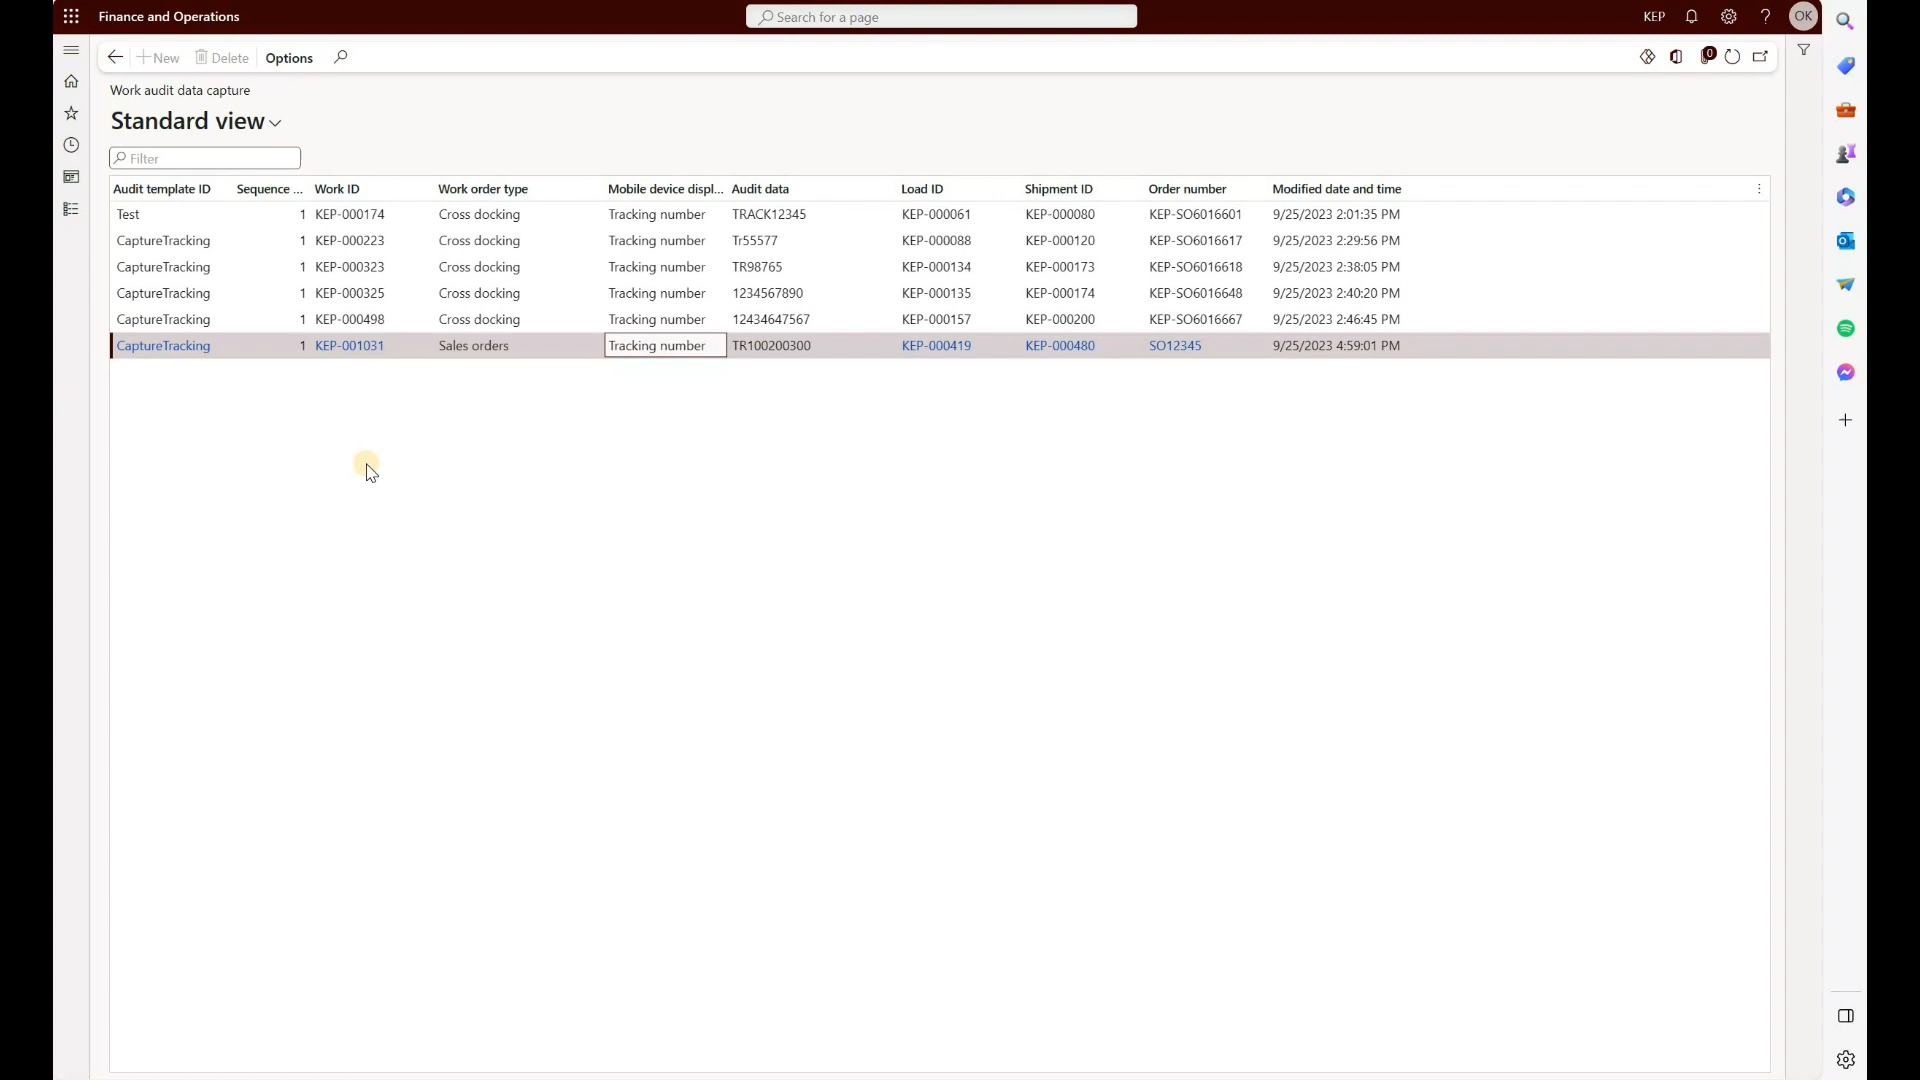 Finance and Operations
Search for a page
KEP
?
OK
New
Delete
Options
0
Work audit data capture
Standard view
Filter
Audit template ID Sequence ... Work ID Work order type Mobile device displ... Audit data Load ID Shipment ID Order number Modified date and time
Test 1 KEP-000174 Cross docking Tracking number TRACK12345 KEP-000061 KEP-000080 KEP-SO6016601 9/25/2023 2:01:35 PM
CaptureTracking 1 KEP-000223 Cross docking Tracking number Tr55577 KEP-000088 KEP-000120 KEP-SO6016617 9/25/2023 2:29:56 PM
CaptureTracking 1 KEP-000323 Cross docking Tracking number TR98765 KEP-000134 KEP-000173 KEP-SO6016618 9/25/2023 2:38:05 PM
CaptureTracking 1 KEP-000325 Cross docking Tracking number 1234567890 KEP-000135 KEP-000174 KEP-SO6016648 9/25/2023 2:40:20 PM
CaptureTracking 1 KEP-000498 Cross docking Tracking number 12434647567 KEP-000157 KEP-000200 KEP-SO6016667 9/25/2023 2:46:45 PM
CaptureTracking 1 KEP-001031 Sales orders Tracking number TR100200300 KEP-000419 KEP-000480 SO12345 9/25/2023 4:59:01 PM